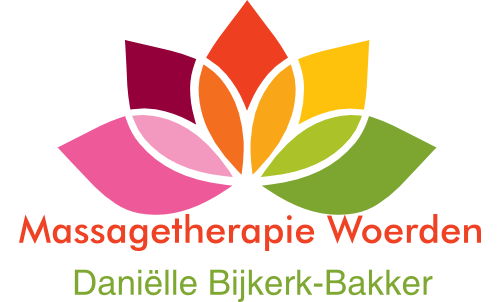 Massagetherapie Woerden
Daniëlle Bijkerk-Bakker